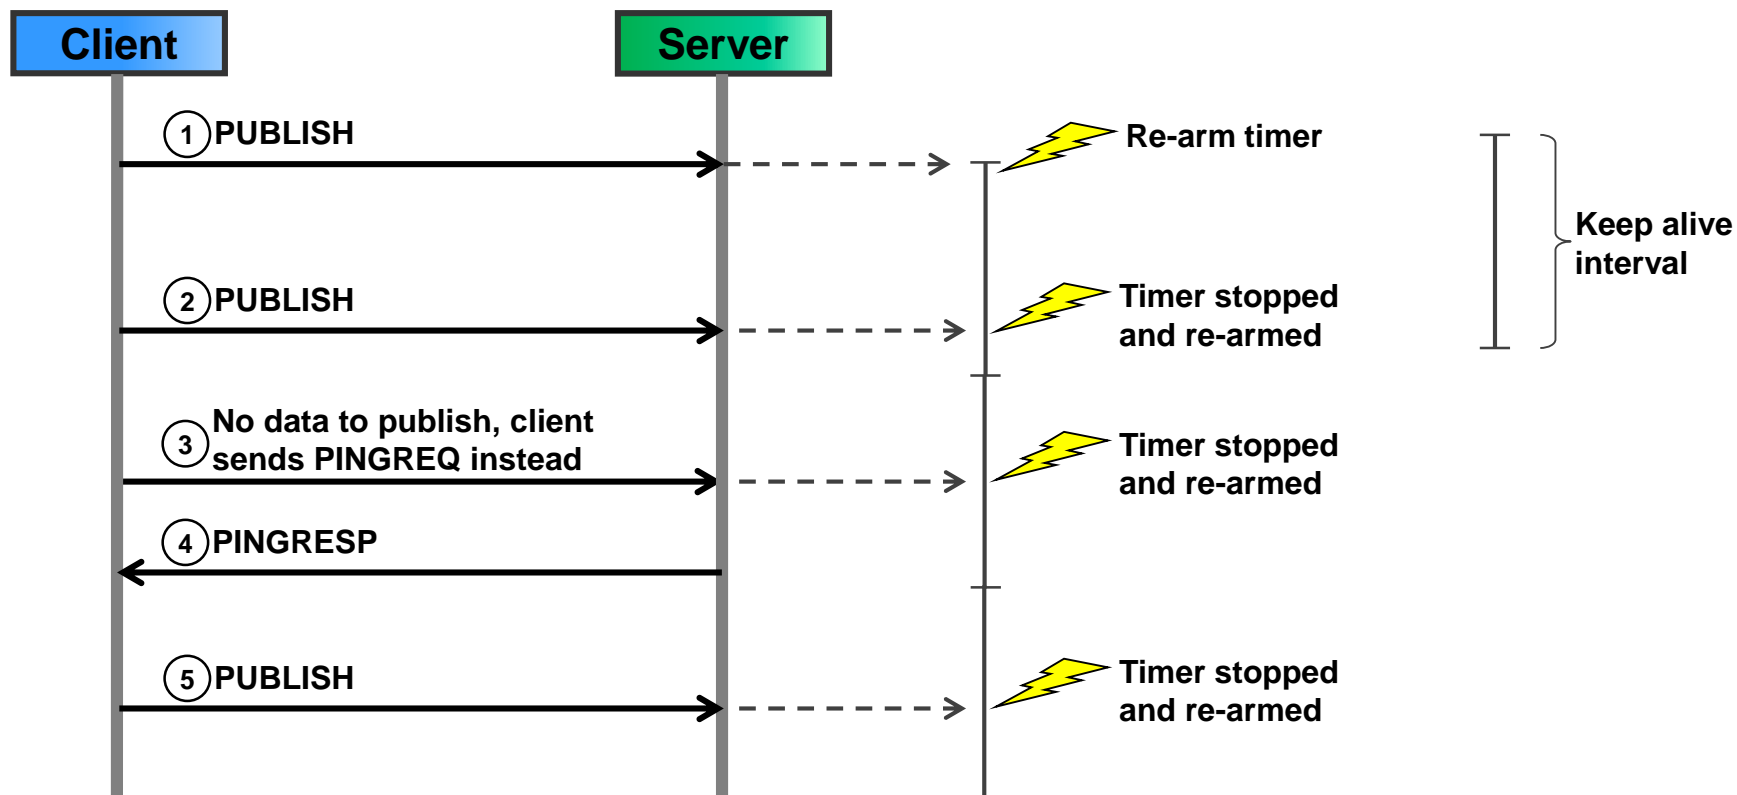 Client
Server
1 PUBLISH
Re-arm timer
Keep alive
interval
2 PUBLISH
Timer stopped
and re-armed
3 No data to publish, client
sends PINGREQ instead
Timer stopped
and re-armed
4 PINGRESP
5 PUBLISH
Timer stopped
and re-armed